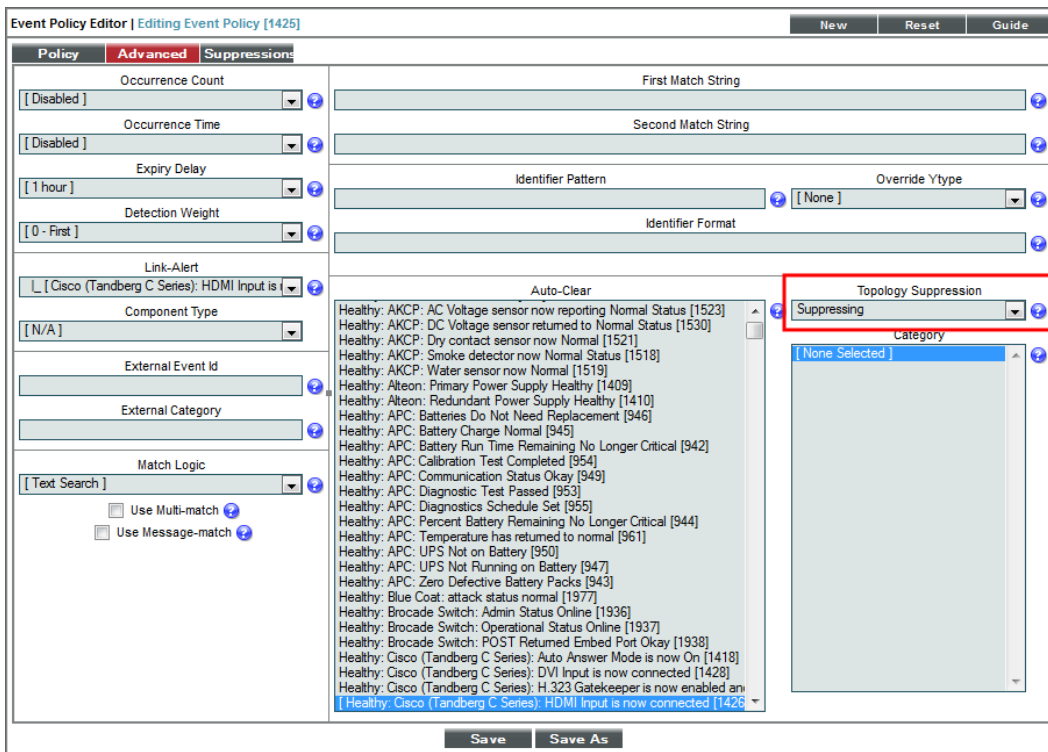 Event Policy Editor | Editing Event Policy [1425]
New Reset Guide
Policy Advanced Suppressions
Occurrence Count
[ Disabled ]
Occurrence Time
[ Disabled ]
Expiry Delay
[ 1 hour ]
Detection Weight
[ 0 - First ]
Link-Alert
|_ [ Cisco (Tandberg C Series): HDMI Input is
Component Type
[ N/A ]
External Event Id
External Category
Match Logic
[ Text Search ]
Use Multi-match
Use Message-match
First Match String
Second Match String
Identifier Pattern
Override Ytype
[ None ]
Identifier Format
Auto-Clear
Healthy: AKCP: AC Voltage sensor now reporting Normal Status [1523]
Healthy: AKCP: DC Voltage sensor returned to Normal Status [1530]
Healthy: AKCP: Dry contact sensor now Normal [1521]
Healthy: AKCP: Smoke detector now Normal Status [1518]
Healthy: AKCP: Water sensor now Normal [1519]
Healthy: Alteon: Primary Power Supply Healthy [1409]
Healthy: Alteon: Redundant Power Supply Healthy [1410]
Healthy: APC: Batteries Do Not Need Replacement [946]
Healthy: APC: Battery Charge Normal [945]
Healthy: APC: Battery Run Time Remaining No Longer Critical [942]
Healthy: APC: Calibration Test Completed [954]
Healthy: APC: Communication Status Okay [949]
Healthy: APC: Diagnostic Test Passed [953]
Healthy: APC: Diagnostics Schedule Set [955]
Healthy: APC: Percent Battery Remaining No Longer Critical [944]
Healthy: APC: Temperature has returned to normal [961]
Healthy: APC: UPS Not on Battery [950]
Healthy: APC: UPS Not Running on Battery [947]
Healthy: APC: Zero Defective Battery Packs [943]
Healthy: Blue Coat: attack status normal [1977]
Healthy: Brocade Switch: Admin Status Online [1936]
Healthy: Brocade Switch: Operational Status Online [1937]
Healthy: Brocade Switch: POST Returned Embed Port Okay [1938]
Healthy: Cisco (Tandberg C Series): Auto Answer Mode is now On [1418]
Healthy: Cisco (Tandberg C Series): DVI Input is now connected [1428]
Healthy: Cisco (Tandberg C Series): H.323 Gatekeeper is now enabled and
[ Healthy: Cisco (Tandberg C Series): HDMI Input is now connected [1426
Topology Suppression
Suppressing
Category
[ None Selected ]
Save Save As